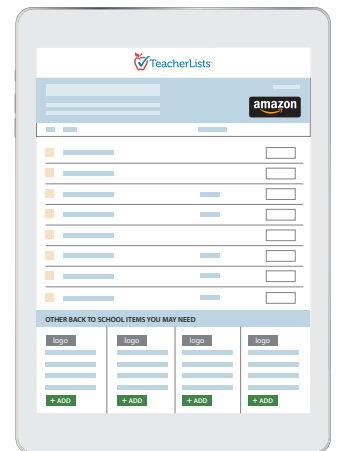 TeacherLists
amazon
OTHER BACK TO SCHOOL ITEMS YOU MAY NEED
logo logo logo logo
+ ADD + ADD + ADD + ADD